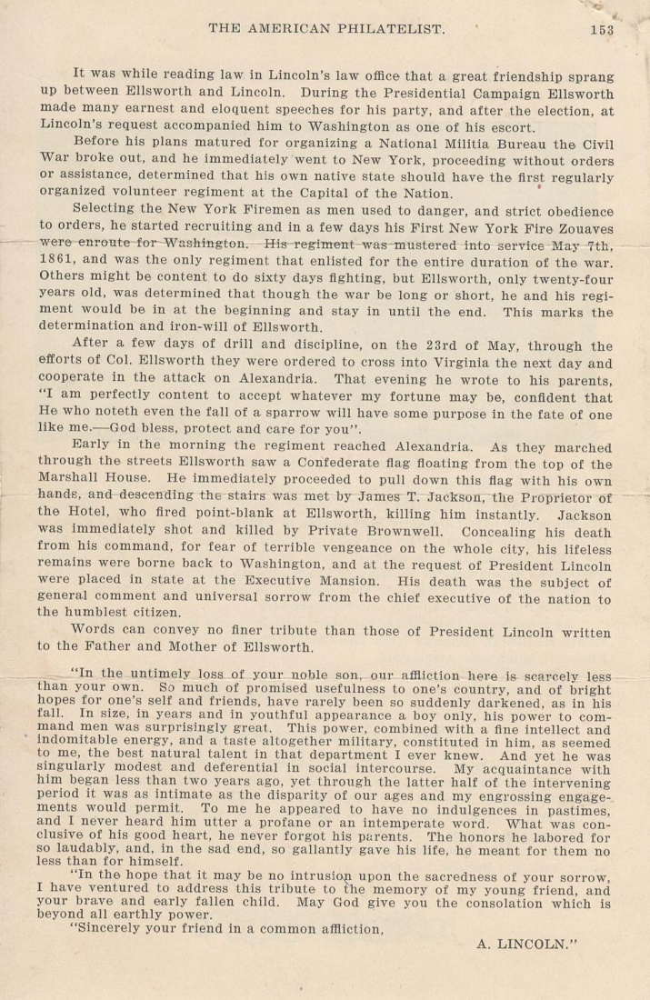 THE AMERICAN PHILATELIST. 153
It was while reading law in Lincoln's law office that a great friendship sprang
up between Ellsworth and Lincoln. During the Presidential Campaign Ellsworth
made many earnest and eloquent speeches for his party, and after the election, at
Lincoln's request accompanied him to Washington as one of his escort.
Before his plans matured for organizing a National Militia Bureau the Civil
War broke out, and he immediately went to New York, proceeding without orders
or assistance, determined that his own native state should have the first regularly
organized volunteer regiment at the Capital of the Nation.
Selecting the New York Firemen as men used to danger, and strict obedience
to orders, he started recruiting and in a few days his First New York Fire Zouaves
were enroute for Washington. His regiment was mustered into service May 7th,
1861, and was the only regiment that enlisted for the entire duration of the war.
Others might be content to do sixty days fighting, but Ellsworth, only twenty-four
years old, was determined that though the war be long or short, he and his regi-
ment would be in at the beginning and stay in until the end. This marks the
determination and iron-will of Ellsworth.
After a few days of drill and discipline, on the 23rd of May, through the
efforts of Col. Ellsworth they were ordered to cross into Virginia the next day and
cooperate in the attack on Alexandria. That evening he wrote to his parents,
"I am perfectly content to accept whatever my fortune may be, confident that
He who noteth even the fall of a sparrow will have some purpose in the fate of one
like me.—God bless, protect and care for you".
Early in the morning the regiment reached Alexandria. As they marched
through the streets Ellsworth saw a Confederate flag floating from the top of the
Marshall House. He immediately proceeded to pull down this flag with his own
hands, and descending the stairs was met by James T. Jackson, the Proprietor of
the Hotel, who fired point-blank at Ellsworth, killing him instantly. Jackson
was immediately shot and killed by Private Brownwell. Concealing his death
from his command, for fear of terrible vengeance on the whole city, his lifeless
remains were borne back to Washington, and at the request of President Lincoln
were placed in state at the Executive Mansion. His death was the subject of
general comment and universal sorrow from the chief executive of the nation to
the humblest citizen.
Words can convey no finer tribute than those of President Lincoln written
to the Father and Mother of Ellsworth.
"In the untimely loss of your noble son, our affliction here is scarcely less
than your own. So much of promised usefulness to one's country, and of bright
hopes for one's self and friends, have rarely been so suddenly darkened, as in his
fall. In size, in years and in youthful appearance a boy only, his power to com-
mand men was surprisingly great. This power, combined with a fine intellect and
indomitable energy, and a taste altogether military, constituted in him, as seemed
to me, the best natural talent in that department I ever knew. And yet he was
singularly modest and deferential in social intercourse. My acquaintance with
him began less than two years ago, yet through the latter half of the intervening
period it was as intimate as the disparity of our ages and my engrossing engage-
ments would permit. To me he appeared to have no indulgences in pastimes,
and I never heard him utter a profane or an intemperate word. What was con-
clusive of his good heart, he never forgot his parents. The honors he labored for
so laudably, and, in the sad end, so gallantly gave his life, he meant for them no
less than for himself.
"In the hope that it may be no intrusion upon the sacredness of your sorrow,
I have ventured to address this tribute to the memory of my young friend, and
your brave and early fallen child. May God give you the consolation which is
beyond all earthly power.
"Sincerely your friend in a common affliction,
A. LINCOLN."